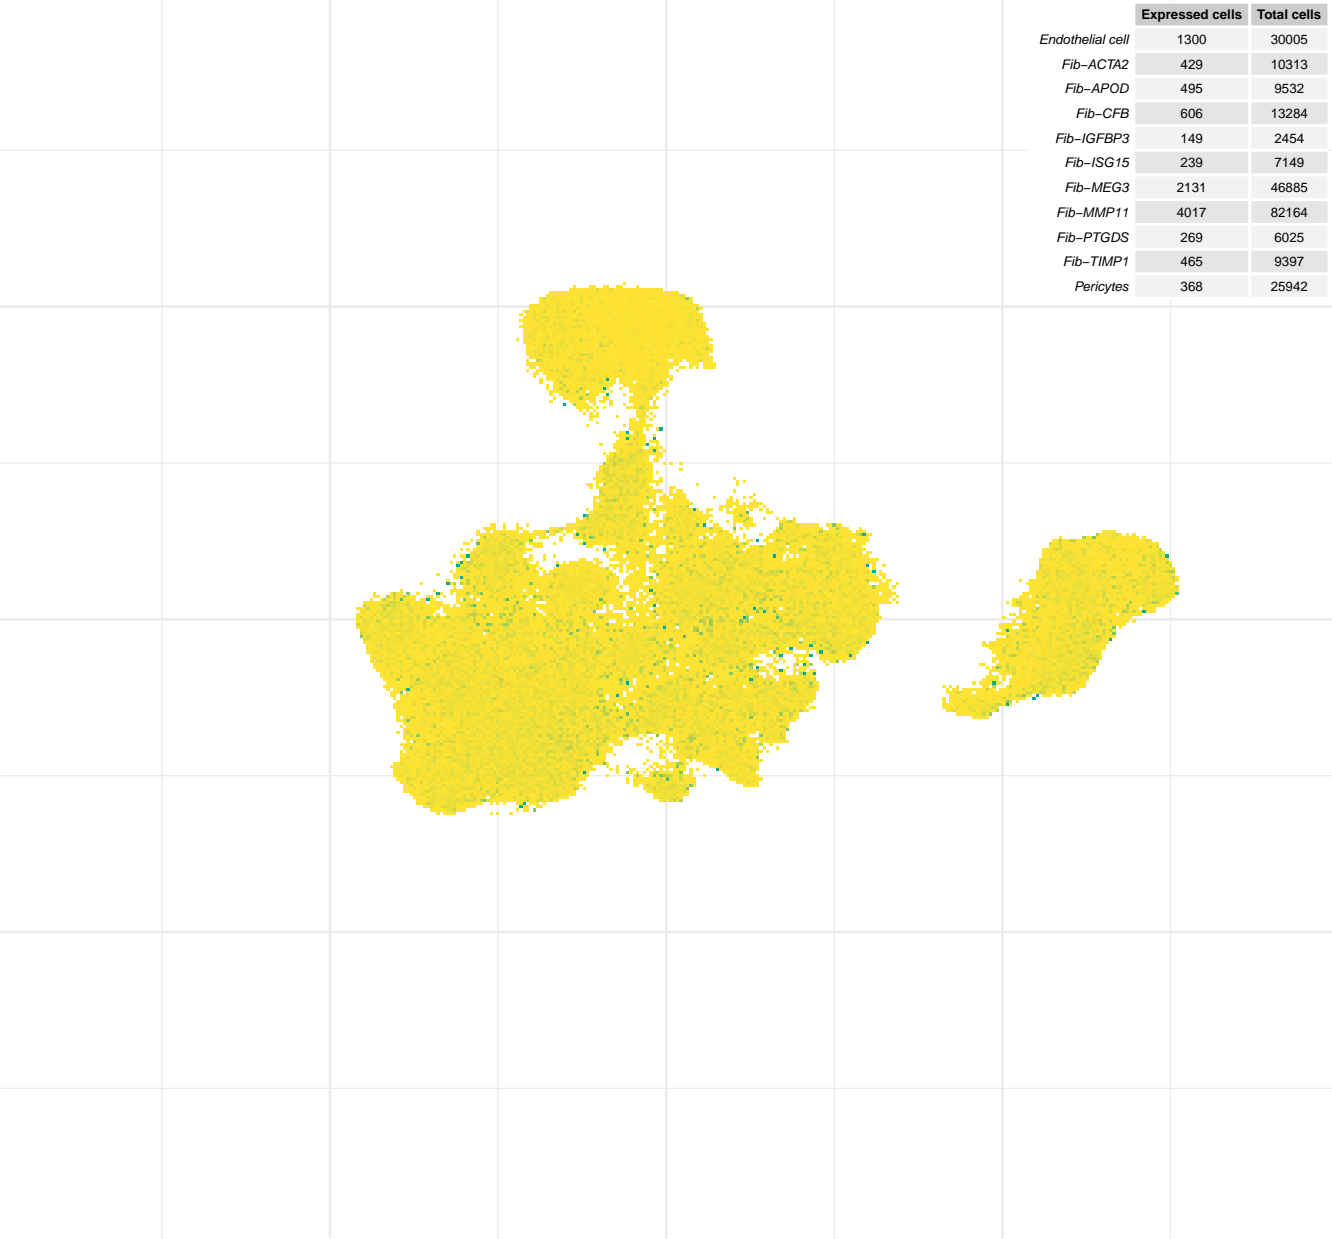 Expressed cells Total cells
Endothelial cell 1300 30005
Fib−ACTA2 429 10313
Fib−APOD 495 9532
Fib−CFB 606 13284
Fib−IGFBP3 149 2454
Fib−ISG15 239 7149
Fib−MEG3 2131 46885
Fib−MMP11 4017 82164
Fib−PTGDS 269 6025
Fib−TIMP1 465 9397
Pericytes 368 25942